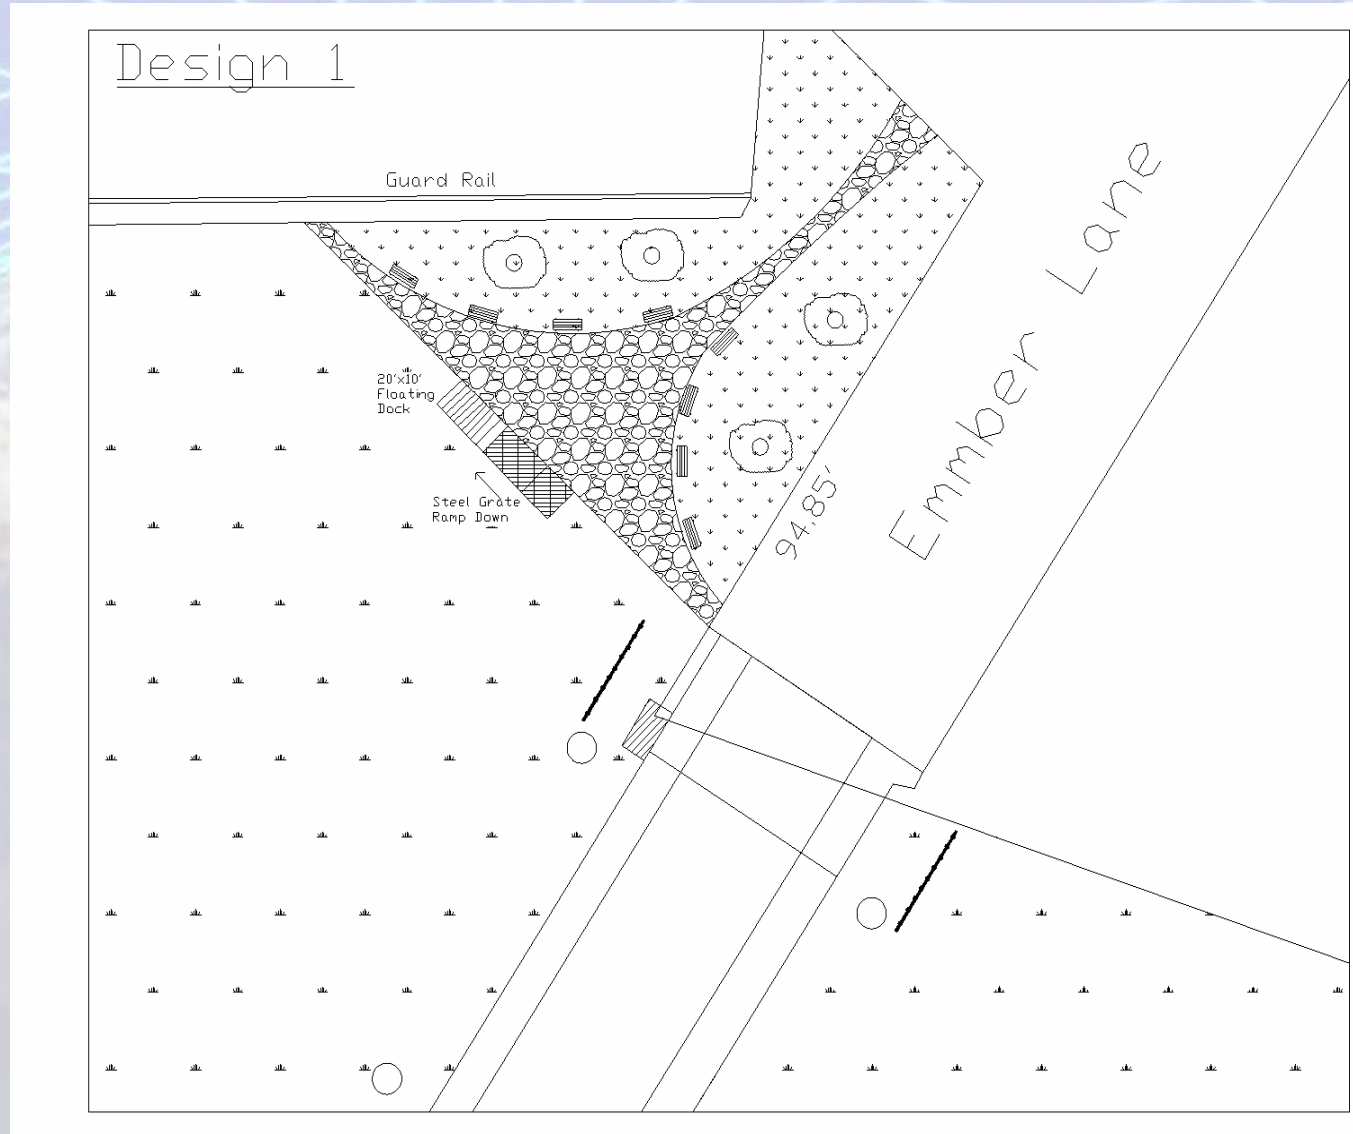 Design 1
Guard Rail
20'x10'
Floating
Dock
Steel Grate
Ramp Down
94.85'
Emmber Lane